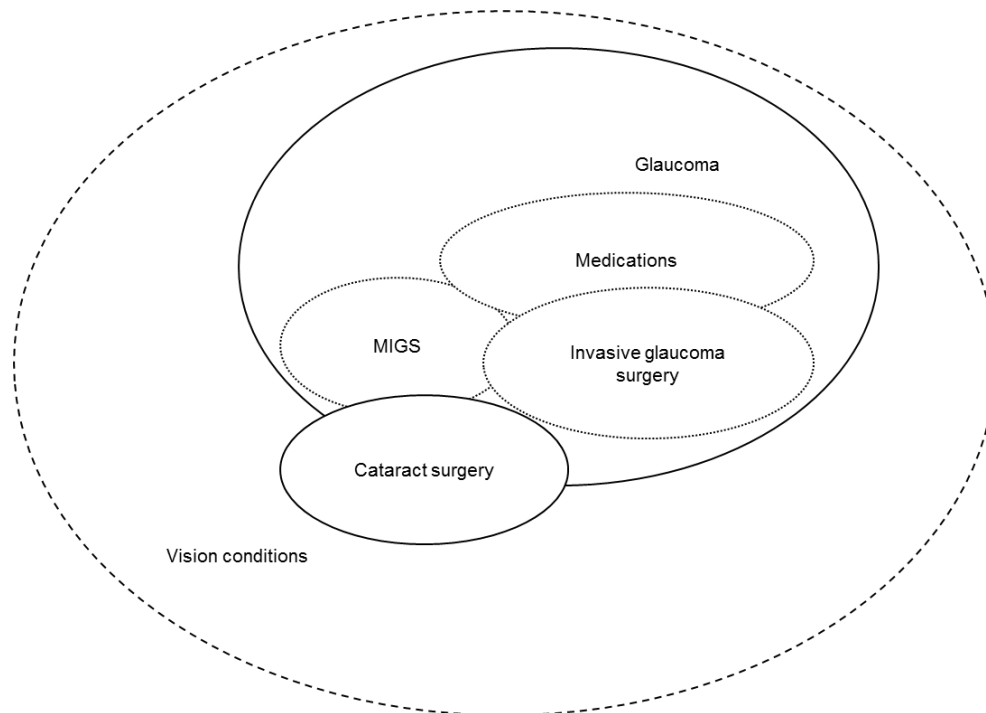 Glaucoma
Medications
MIGS
Invasive glaucoma
surgery
Cataract surgery
Vision conditions